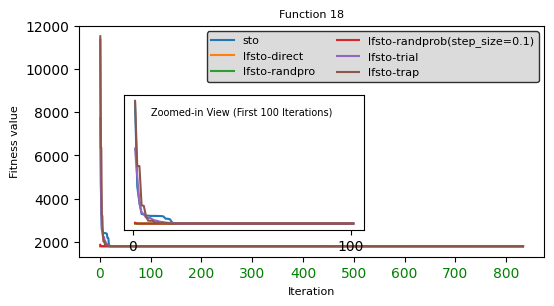 Function 18
Fitness value
12000
10000
8000
6000
4000
2000
sto
lfsto-direct
lfsto-randpro
lfsto-randprob(step_size=0.1)
lfsto-trial
lfsto-trap
Zoomed-in View (First 100 Iterations)
0 100
0 100 200 300 400 500 600 700 800
Iteration